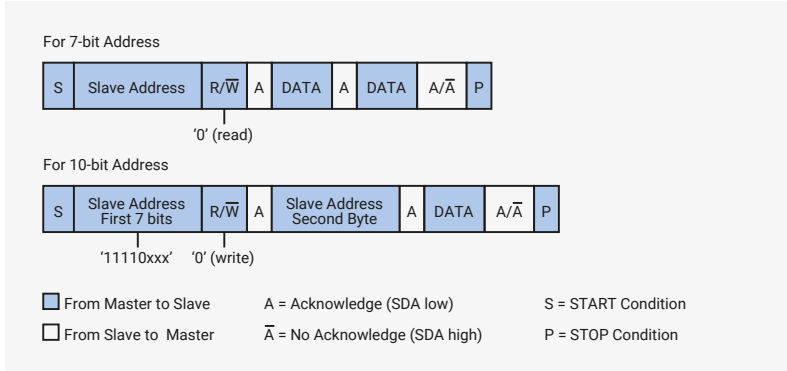 For 7-bit Address
S Slave Address R/W̅ A DATA A DATA A/A̅ P
‘0’ (read)
For 10-bit Address
S Slave Address First 7 bits R/W̅ A Slave Address Second Byte A DATA A/A̅ P
‘11110xxx’ ‘0’ (write)
From Master to Slave A = Acknowledge (SDA low) S = START Condition
From Slave to Master A̅ = No Acknowledge (SDA high) P = STOP Condition